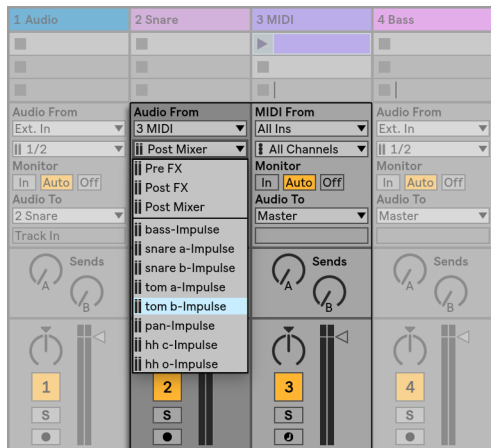 1 Audio
2 Snare
3 MIDI
4 Bass
Audio From
Ext. In
1/2
Monitor
In Auto Off
Audio To
2 Snare
Track In
Sends
A
B
1
S
Audio From
3 MIDI
Post Mixer
Pre FX
Post FX
Post Mixer
bass-Impulse
snare a-Impulse
snare b-Impulse
tom a-Impulse
tom b-Impulse
pan-Impulse
hh c-Impulse
hh o-Impulse
2
S
MIDI From
All Ins
All Channels
Monitor
In Auto Off
Audio To
Master
Sends
A
B
3
S
Audio From
Ext. In
1/2
Monitor
In Auto Off
Audio To
Master
Sends
A
B
4
S